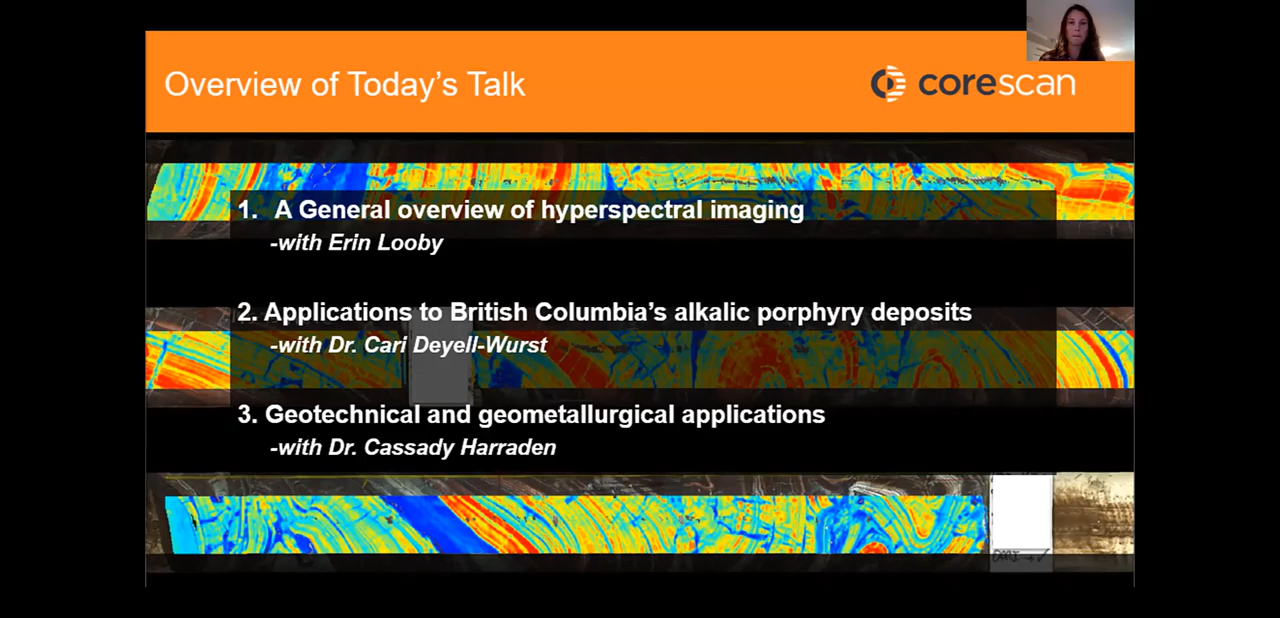 Overview of Today's Talk
corescan
1. A General overview of hyperspectral imaging
-with Erin Looby
2. Applications to British Columbia's alkalic porphyry deposits
-with Dr. Cari Deyell-Wurst
3. Geotechnical and geometallurgical applications
-with Dr. Cassady Harraden